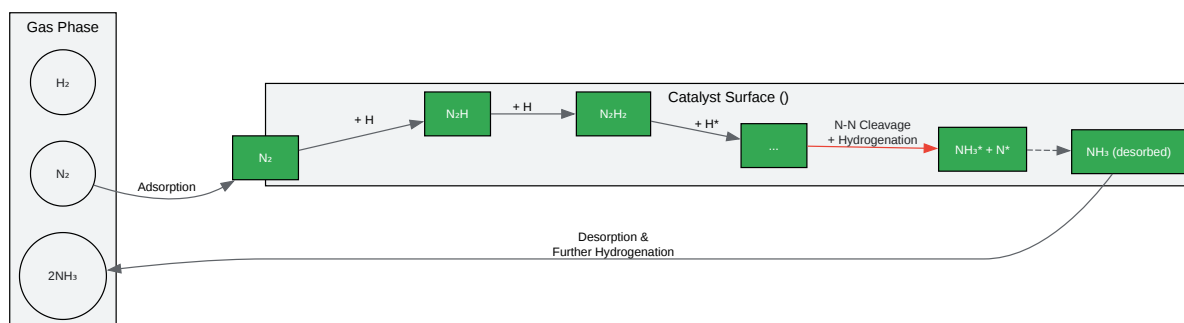 Gas Phase
H₂
N₂
2NH₃
Adsorption
Catalyst Surface ()
N₂
+ H
N₂H
+ H
N₂H₂
+ H*
...
N-N Cleavage
+ Hydrogenation
NH₃* + N*
NH₃ (desorbed)
Desorption &
Further Hydrogenation